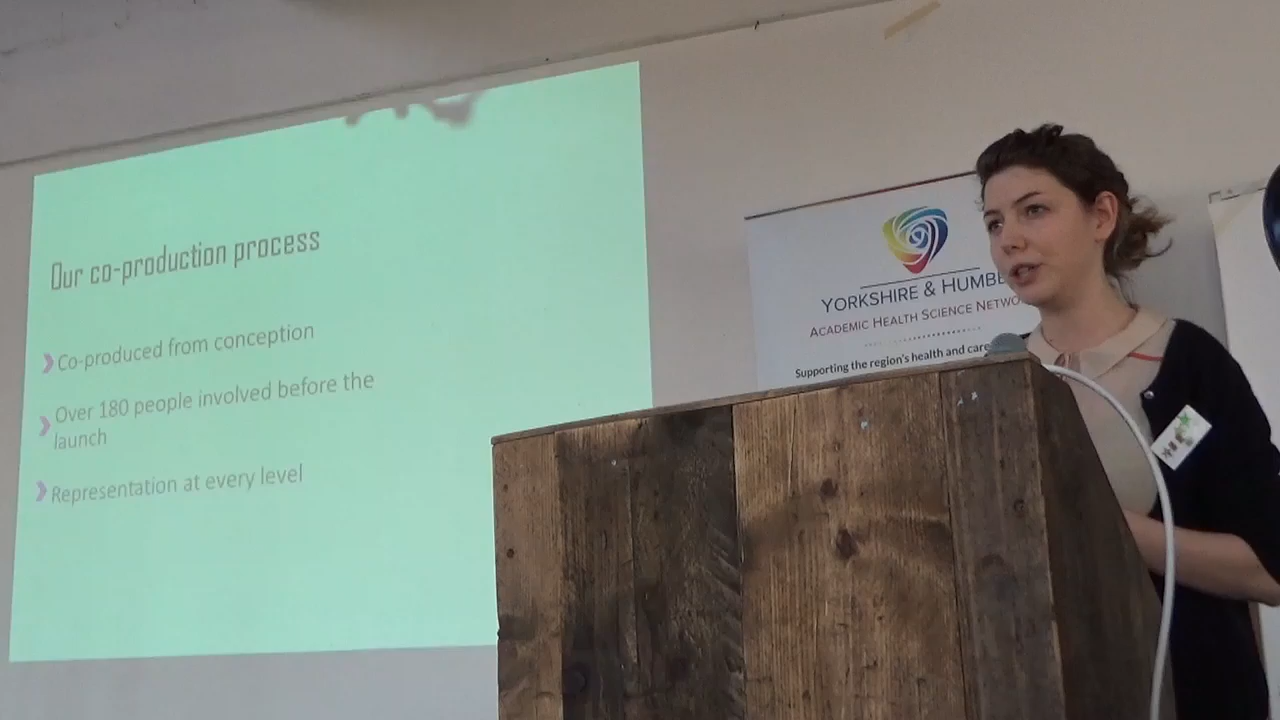 Our co-production process
Co-produced from conception
Over 180 people involved before the
launch
Representation at every level
YORKSHIRE & HUMBE
ACADEMIC HEALTH SCIENCE NETWO
Supporting the region's health and care